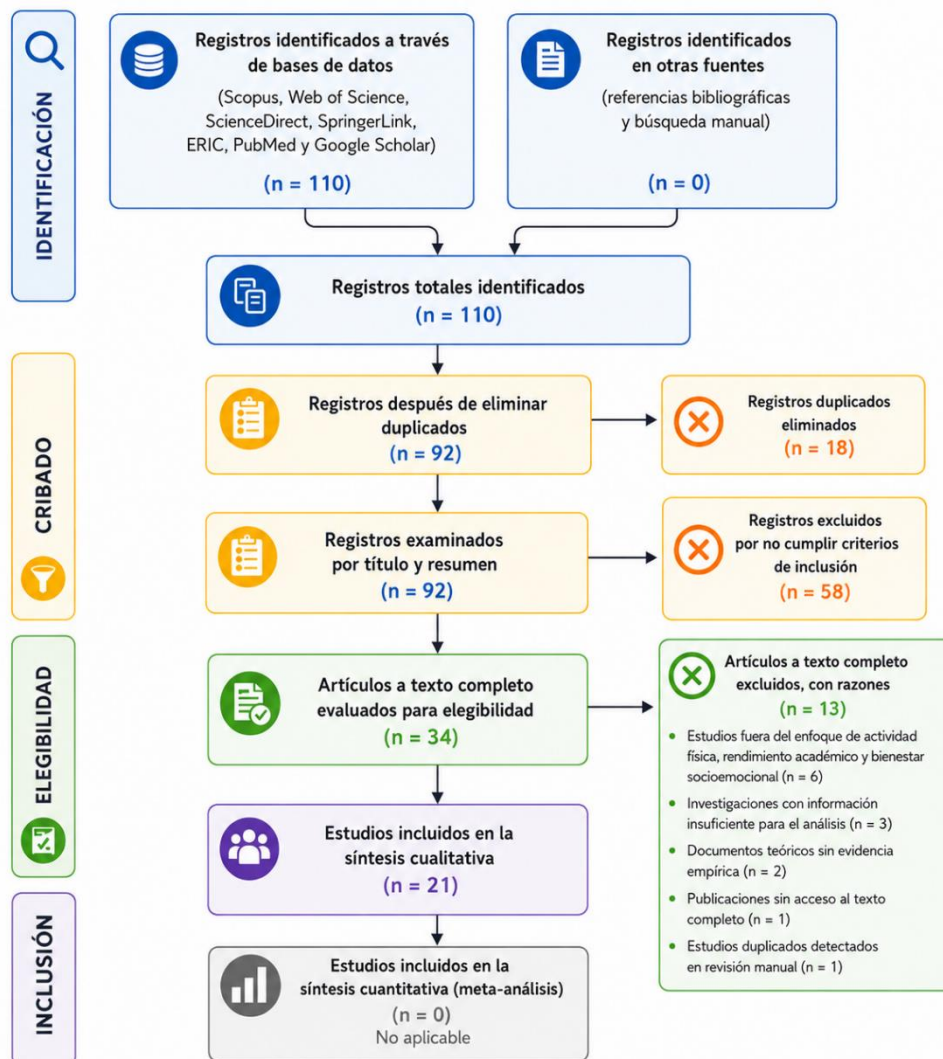 IDENTIFICACIÓN
Registros identificados a través
de bases de datos
(Scopus, Web of Science,
ScienceDirect, SpringerLink,
ERIC, PubMed y Google Scholar)
(n = 110)
Registros identificados
en otras fuentes
(referencias bibliográficas
y búsqueda manual)
(n = 0)
Registros totales identificados
(n = 110)
CRIBADO
Registros después de eliminar
duplicados
(n = 92)
Registros duplicados
eliminados
(n = 18)
Registros examinados
por título y resumen
(n = 92)
Registros excluidos
por no cumplir criterios
de inclusión
(n = 58)
ELEGIBILIDAD
Artículos a texto completo
evaluados para elegibilidad
(n = 34)
Artículos a texto completo
excluidos, con razones
(n = 13)
• Estudios fuera del enfoque de actividad
física, rendimiento académico y bienestar
socioemocional (n = 6)
• Investigaciones con información
insuficiente para el análisis (n = 3)
• Documentos teóricos sin evidencia
empírica (n = 2)
• Publicaciones sin acceso al texto
completo (n = 1)
• Estudios duplicados detectados
en revisión manual (n = 1)
INCLUSIÓN
Estudios incluidos en la
síntesis cualitativa
(n = 21)
Estudios incluidos en la
síntesis cuantitativa (meta-análisis)
(n = 0)
No aplicable